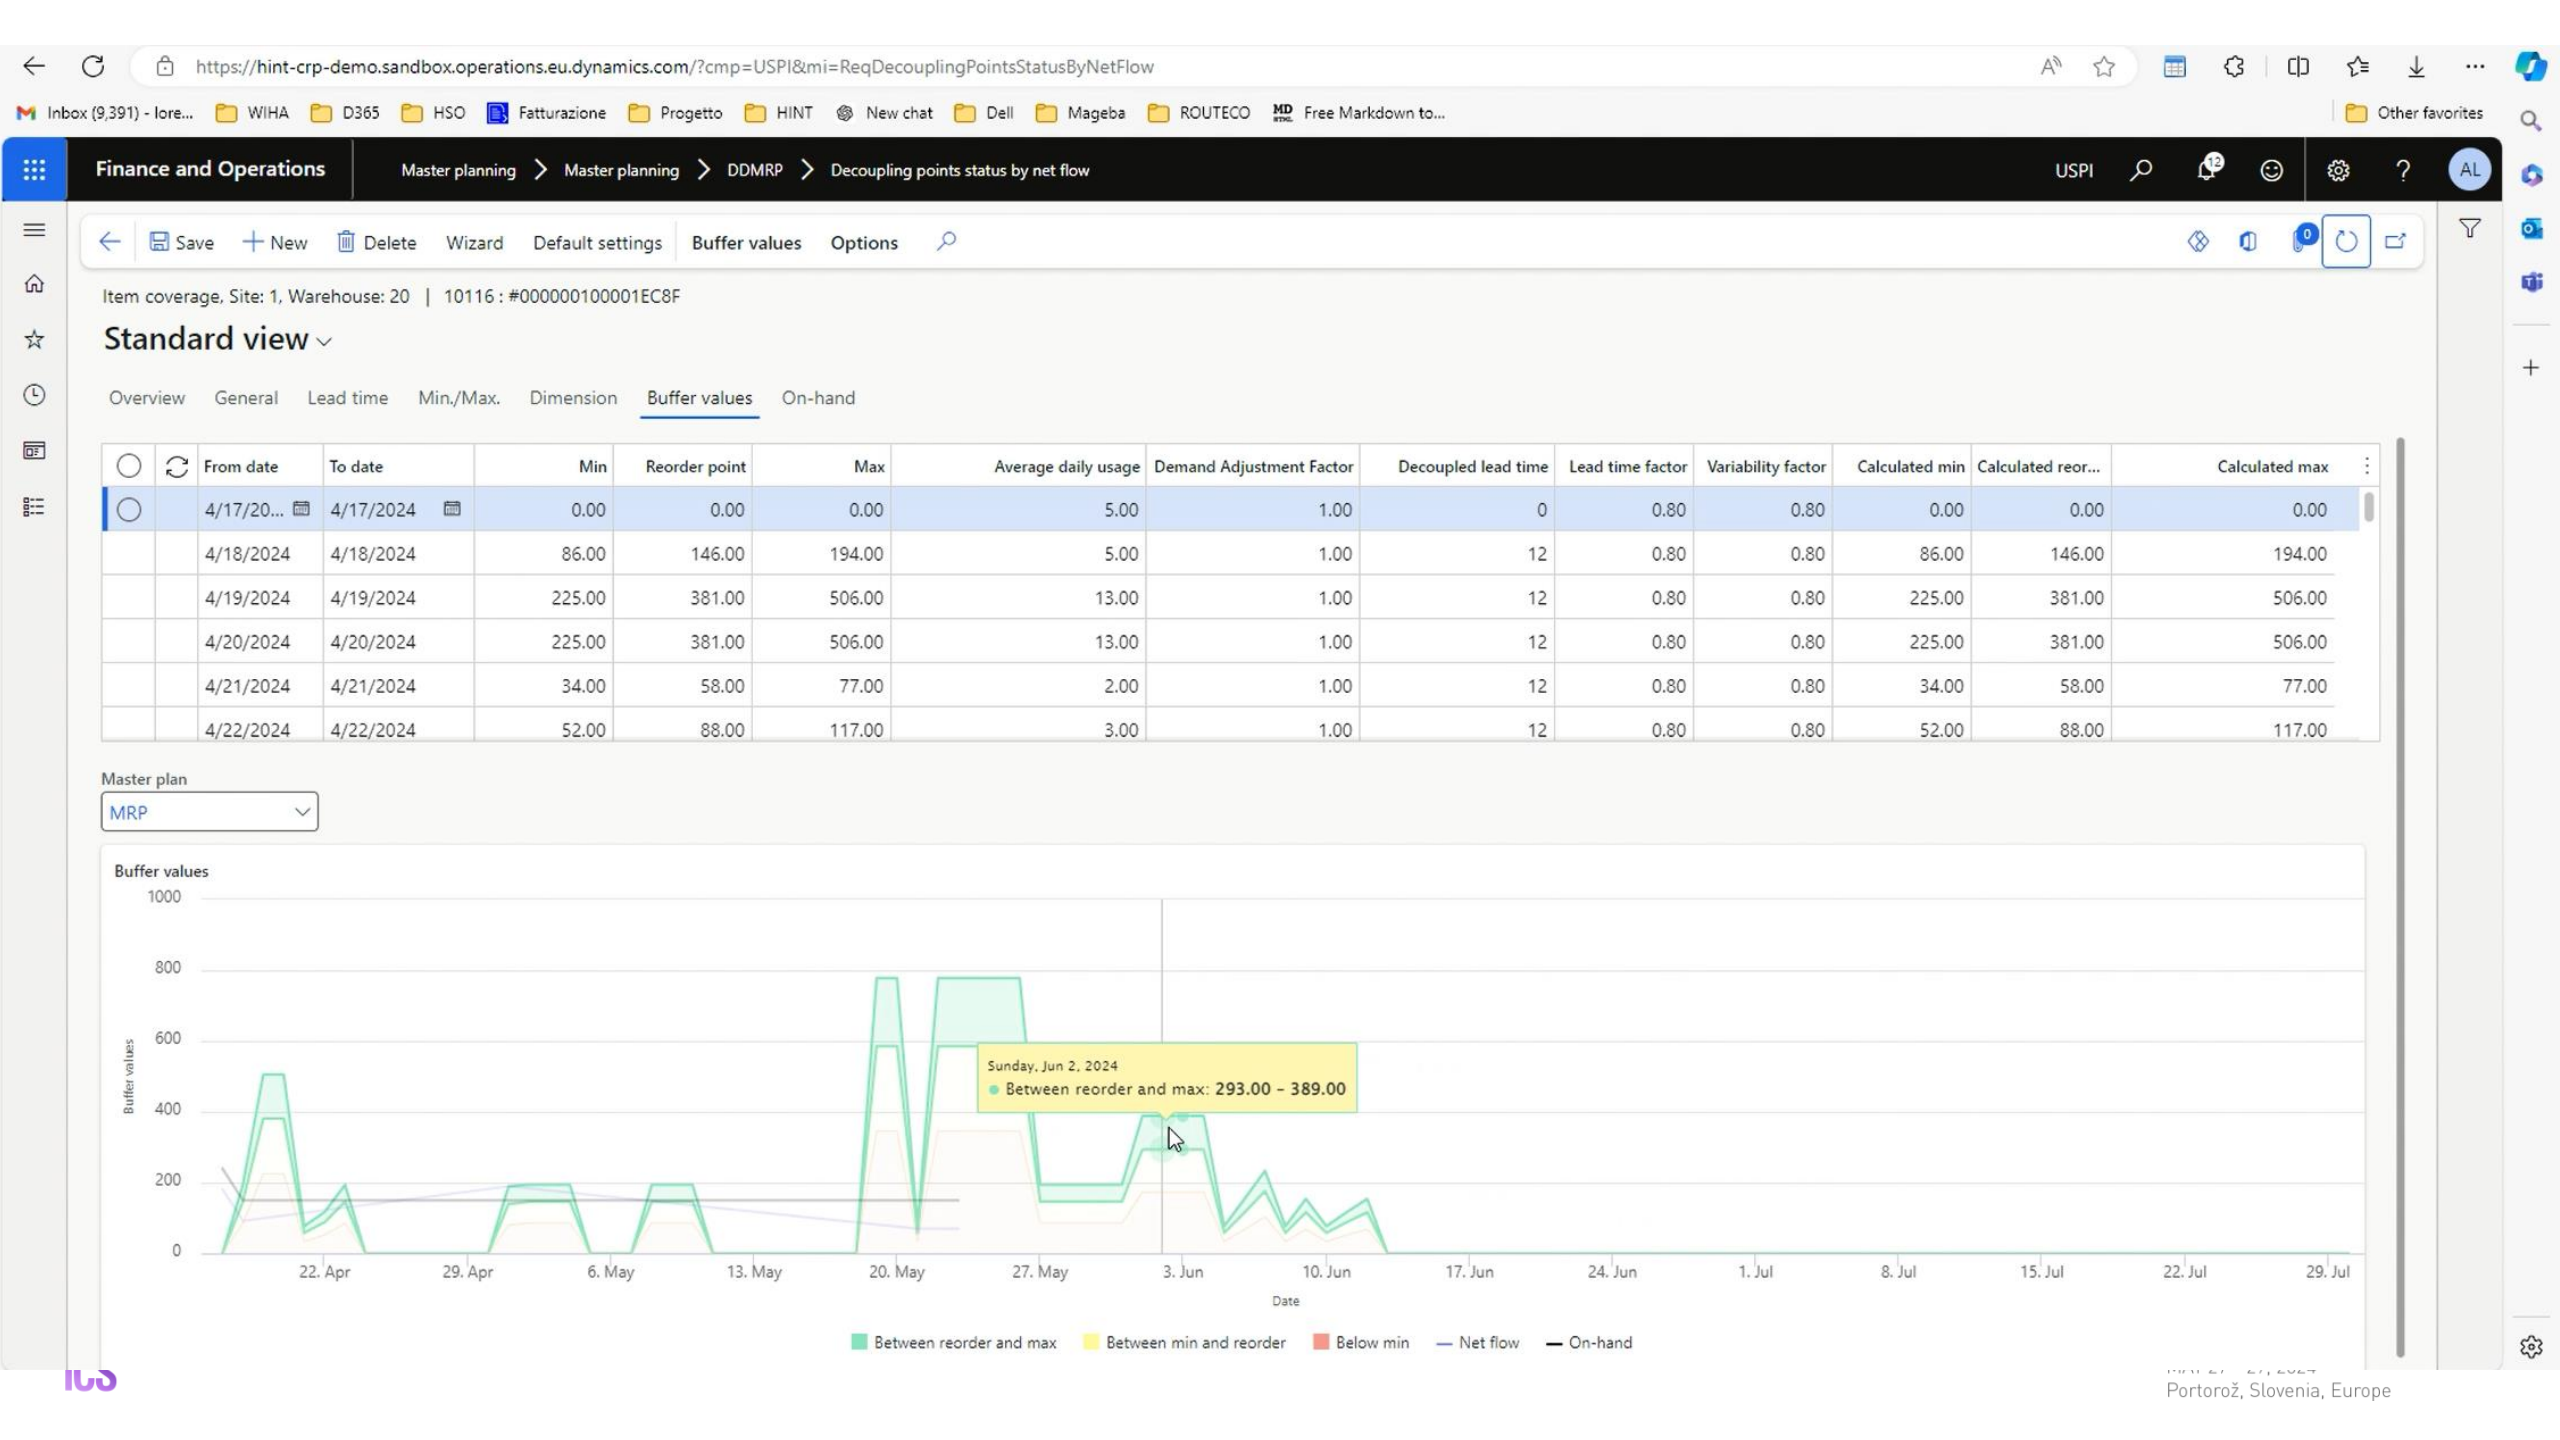 https://hint-crp-demo.sandbox.operations.eu.dynamics.com/?cmp=USPI&mi=ReqDecouplingPointsStatusByNetFlow
Inbox (9,391) - lore... WIHA D365 HSO Fatturazione Progetto HINT New chat Dell Mageba ROUTECO Free Markdown to... Other favorites
Finance and Operations Master planning Master planning DDMRP Decoupling points status by net flow USPI 12 ? AL
Save New Delete Wizard Default settings Buffer values Options 0
Item coverage, Site: 1, Warehouse: 20 | 10116 : #000000100001EC8F
Standard view
Overview General Lead time Min./Max. Dimension Buffer values On-hand
From date To date Min Reorder point Max Average daily usage Demand Adjustment Factor Decoupled lead time Lead time factor Variability factor Calculated min Calculated reor... Calculated max
4/17/20... 4/17/2024 0.00 0.00 0.00 5.00 1.00 0 0.80 0.80 0.00 0.00 0.00
4/18/2024 4/18/2024 86.00 146.00 194.00 5.00 1.00 12 0.80 0.80 86.00 146.00 194.00
4/19/2024 4/19/2024 225.00 381.00 506.00 13.00 1.00 12 0.80 0.80 225.00 381.00 506.00
4/20/2024 4/20/2024 225.00 381.00 506.00 13.00 1.00 12 0.80 0.80 225.00 381.00 506.00
4/21/2024 4/21/2024 34.00 58.00 77.00 2.00 1.00 12 0.80 0.80 34.00 58.00 77.00
4/22/2024 4/22/2024 52.00 88.00 117.00 3.00 1.00 12 0.80 0.80 52.00 88.00 117.00
Master plan
MRP
Buffer values
1000
800
600
400
200
0
Buffer values
Sunday, Jun 2, 2024
Between reorder and max: 293.00 – 389.00
22. Apr 29. Apr 6. May 13. May 20. May 27. May 3. Jun 10. Jun 17. Jun 24. Jun 1. Jul 8. Jul 15. Jul 22. Jul 29. Jul
Date
Between reorder and max Between min and reorder Below min Net flow On-hand
Portorož, Slovenia, Europe